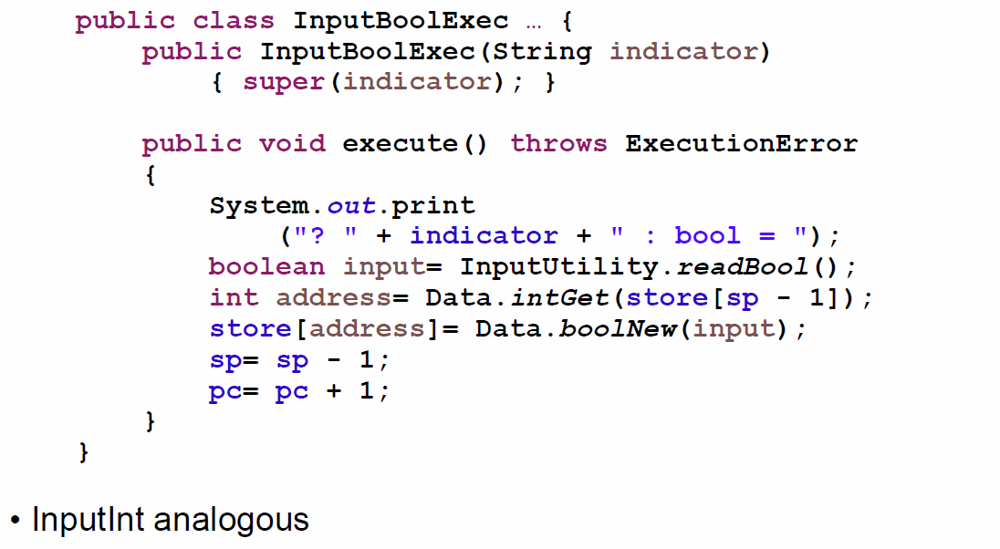 public class InputBoolExec … {
public InputBoolExec(String indicator)
{ super(indicator); }
public void execute() throws ExecutionError
{
System.out.print
("? " + indicator + " : bool = ");
boolean input= InputUtility.readBool();
int address= Data.intGet(store[sp - 1]);
store[address]= Data.boolNew(input);
sp= sp - 1;
pc= pc + 1;
}
}
• InputInt analogous